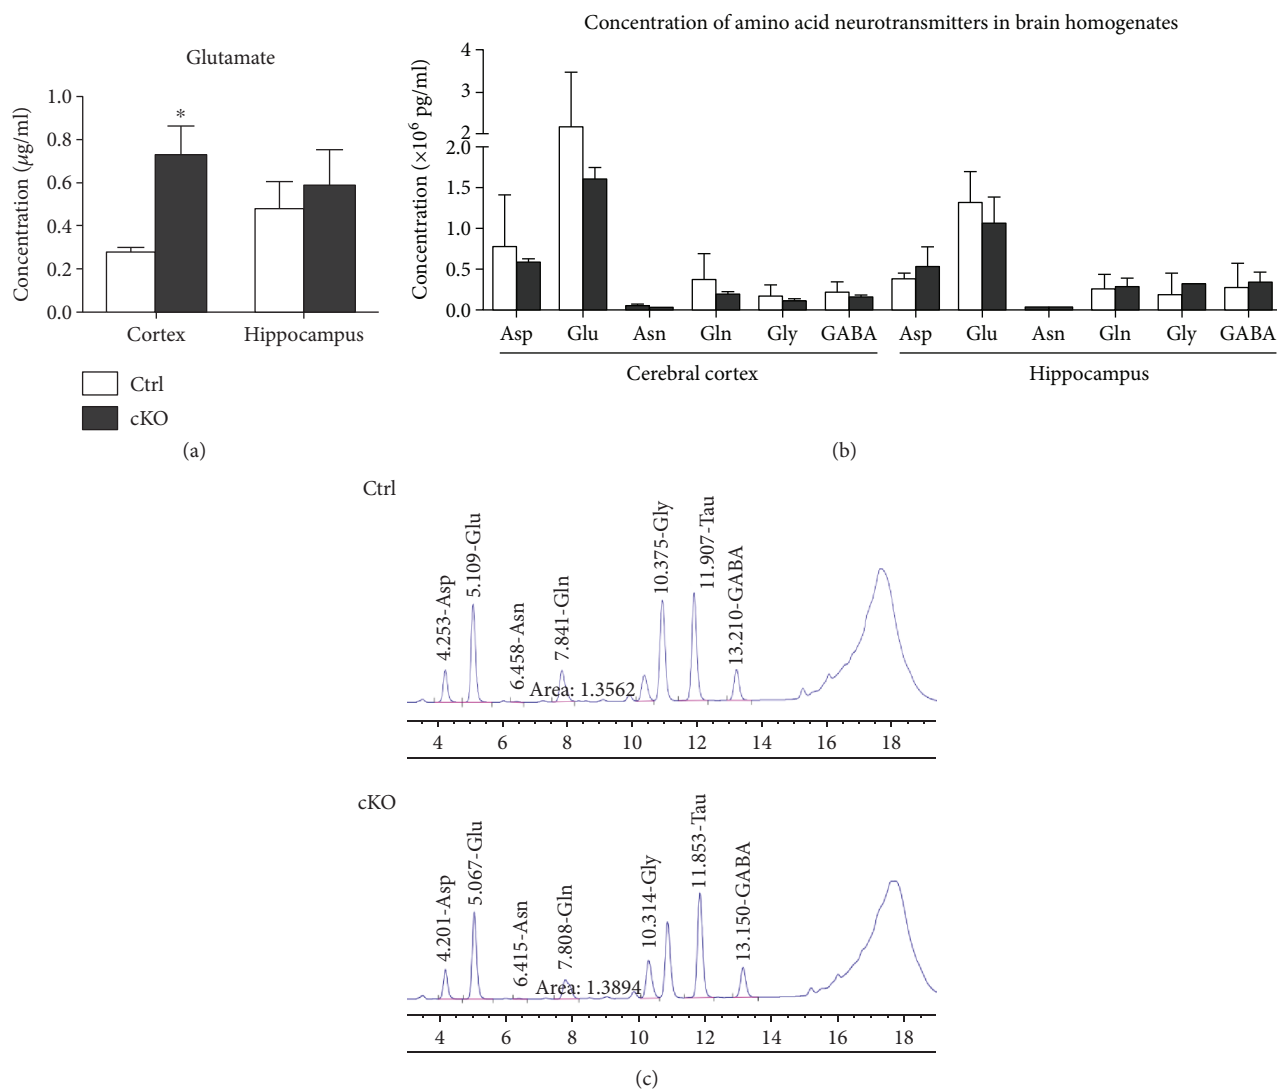 Glutamate
Concentration (μg/ml)
1.0
0.8
0.6
0.4
0.2
0.0
*
Cortex Hippocampus
Ctrl
cKO
(a)
Concentration of amino acid neurotransmitters in brain homogenates
Concentration (×10⁶ pg/ml)
4
3
2
2.0
1.5
1.0
0.5
0.0
Asp Glu Asn Gln Gly GABA Asp Glu Asn Gln Gly GABA
Cerebral cortex Hippocampus
(b)
Ctrl
4.253-Asp
5.109-Glu
6.458-Asn
7.841-Gln
Area: 1.3562
10.375-Gly
11.907-Tau
13.210-GABA
4 6 8 10 12 14 16 18
cKO
4.201-Asp
5.067-Glu
6.415-Asn
7.808-Gln
Area: 1.3894
10.314-Gly
11.853-Tau
13.150-GABA
4 6 8 10 12 14 16 18
(c)